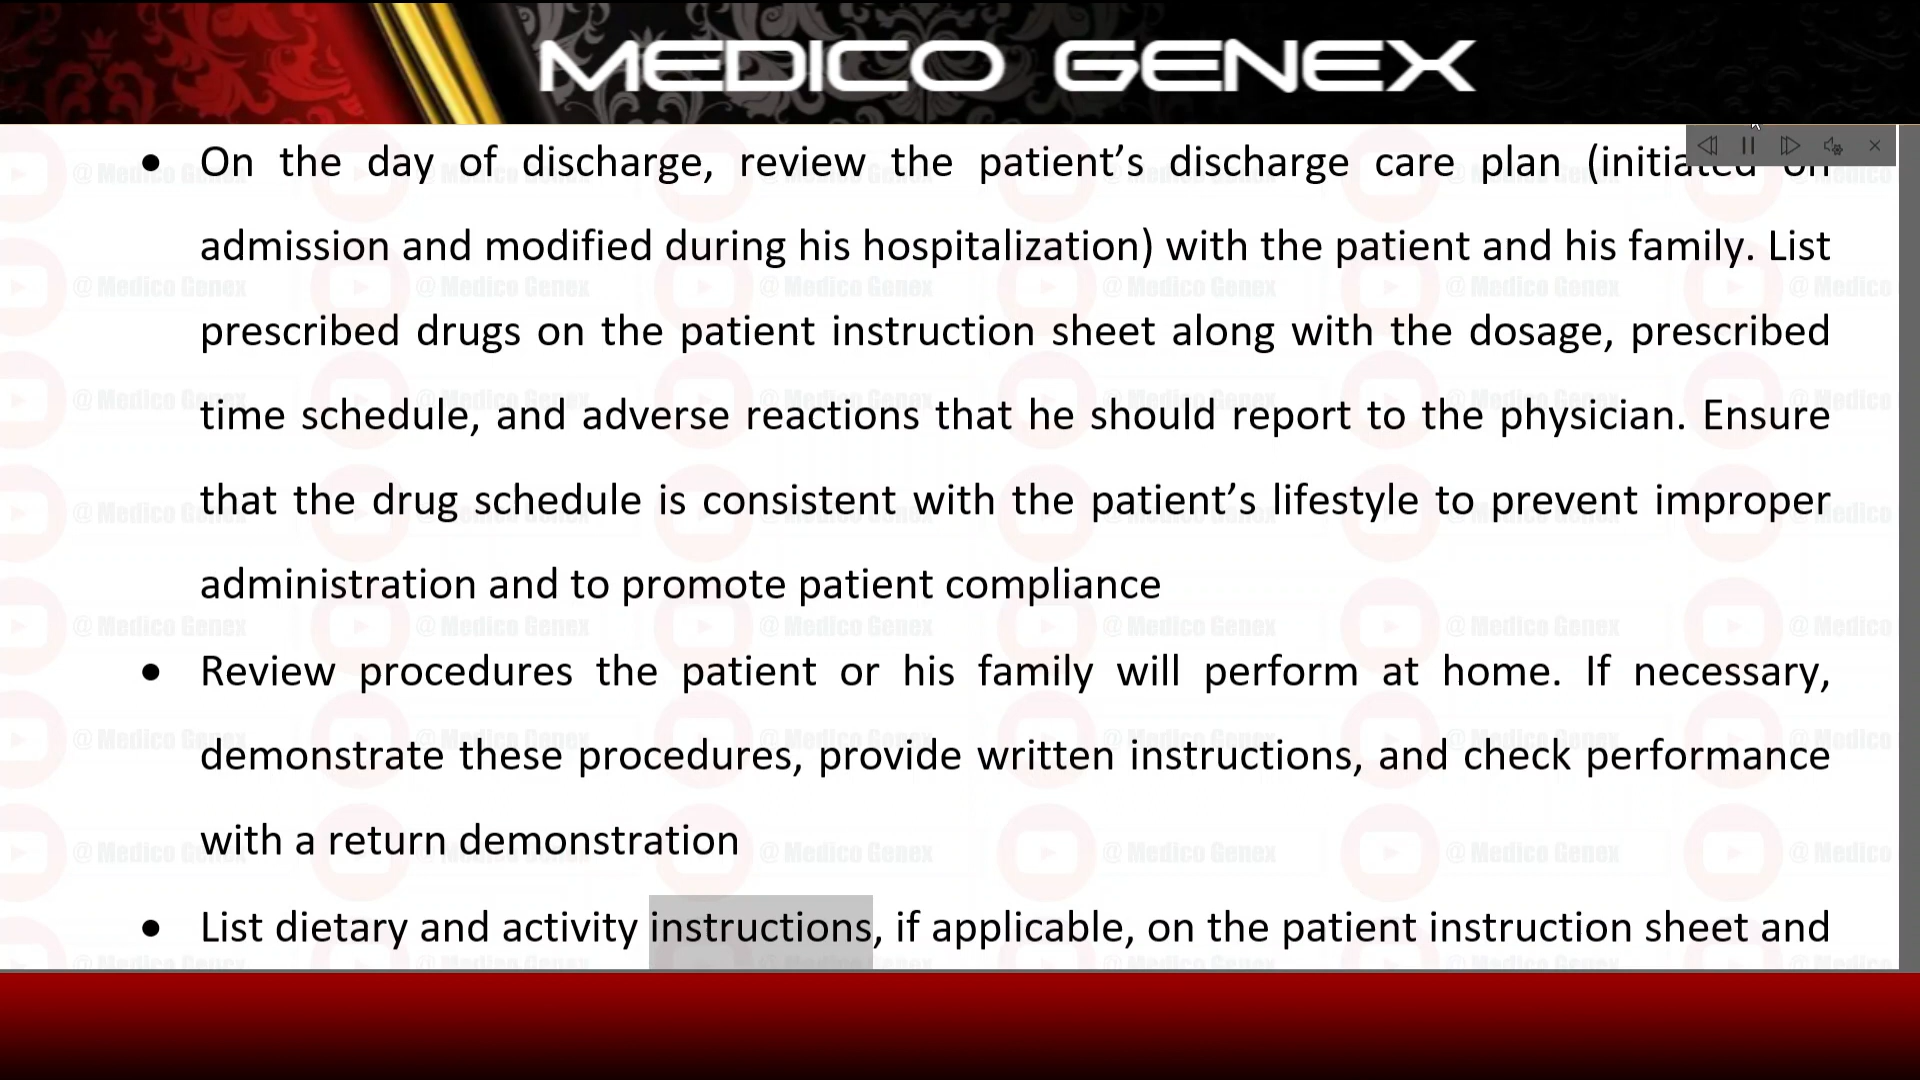 MEDICO GENEX
• On the day of discharge, review the patient’s discharge care plan (initiated on
admission and modified during his hospitalization) with the patient and his family. List
prescribed drugs on the patient instruction sheet along with the dosage, prescribed
time schedule, and adverse reactions that he should report to the physician. Ensure
that the drug schedule is consistent with the patient’s lifestyle to prevent improper
administration and to promote patient compliance
• Review procedures the patient or his family will perform at home. If necessary,
demonstrate these procedures, provide written instructions, and check performance
with a return demonstration
• List dietary and activity instructions, if applicable, on the patient instruction sheet and
@ Medico Genex